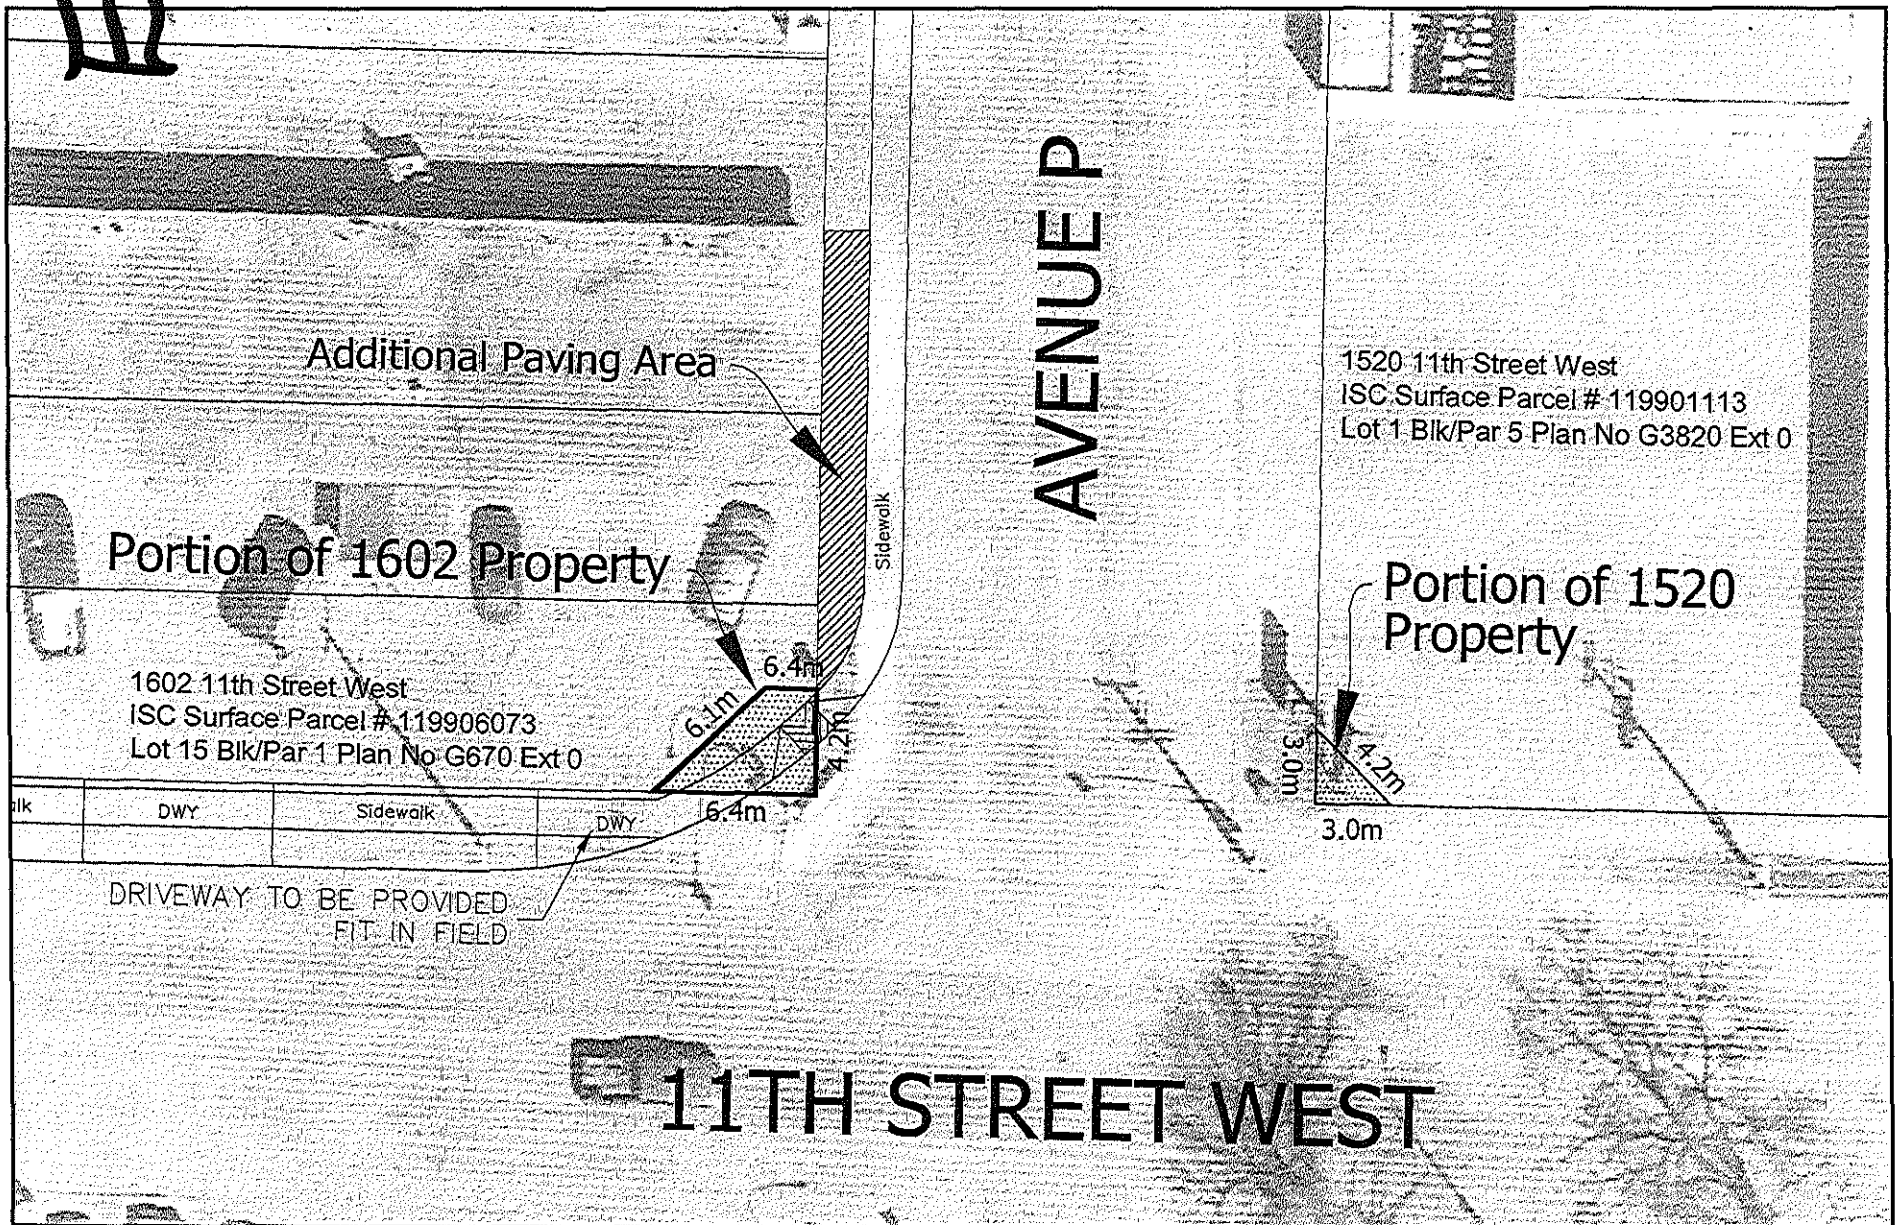 AVENUE P
Additional Paving Area
1520 11th Street West
ISC Surface Parcel # 119901113
Lot 1 Blk/Par 5 Plan No G3820 Ext 0
Sidewalk
Portion of 1602 Property
Portion of 1520
Property
1602 11th Street West
ISC Surface Parcel # 119906073
Lot 15 Blk/Par 1 Plan No G670 Ext 0
6.4m
6.1m
4.2m
6.4m
3.0m
4.2m
3.0m
alk
DWY
Sidewalk
DWY
DRIVEWAY TO BE PROVIDED
FIT IN FIELD
11TH STREET WEST